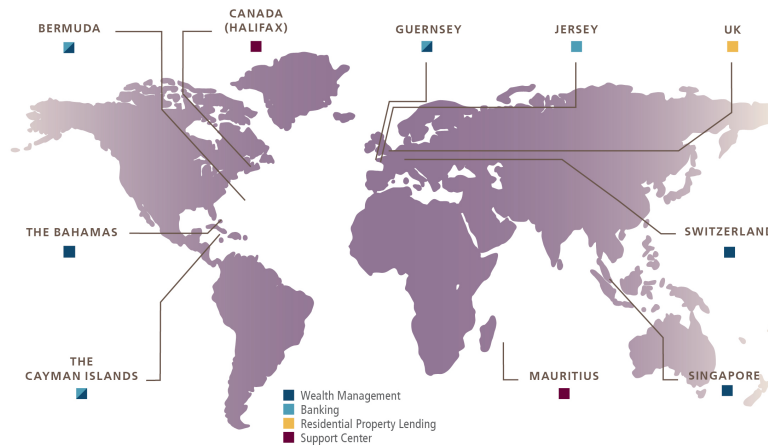 BERMUDA
CANADA
(HALIFAX)
GUERNSEY
JERSEY
UK
THE BAHAMAS
SWITZERLAND
THE
CAYMAN ISLANDS
MAURITIUS
SINGAPORE
Wealth Management
Banking
Residential Property Lending
Support Center